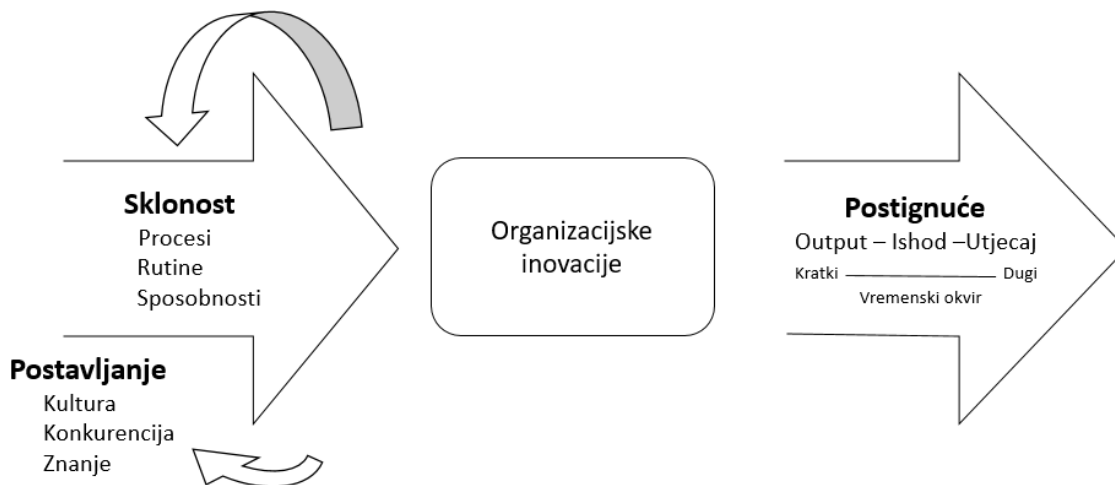 Sklonost
Procesi
Rutine
Sposobnosti
Postavljanje
Kultura
Konkurencija
Znanje
Organizacijske
inovacije
Postignuće
Output – Ishod –Utjecaj
Kratki Dugi
Vremenski okvir